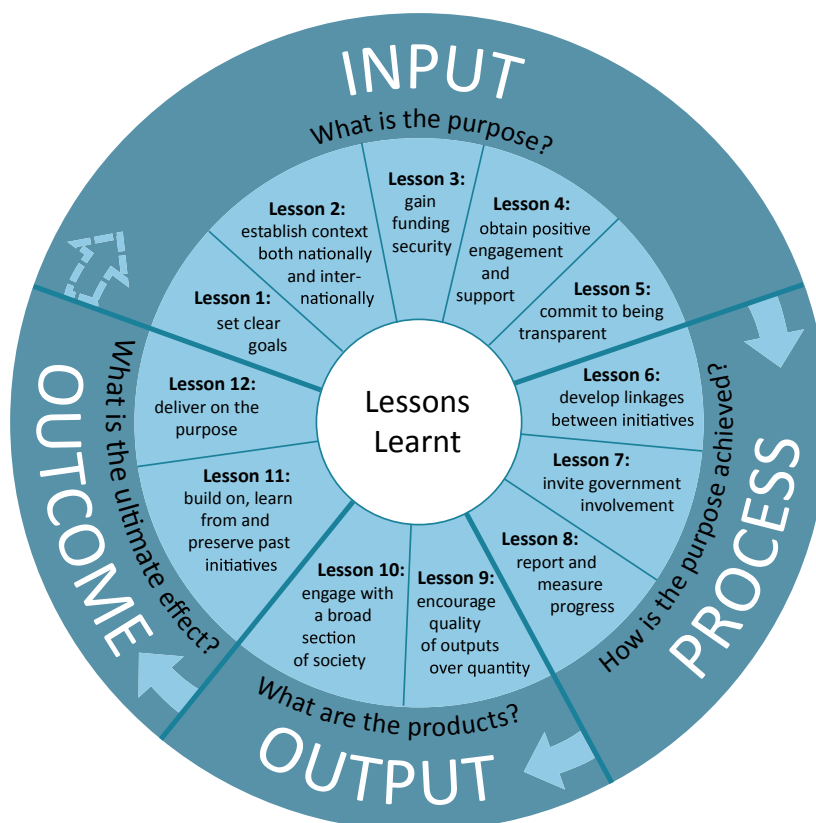 INPUT
What is the purpose?
Lesson 1:
set clear
goals
Lesson 2:
establish context
both nationally
and inter-
nationally
Lesson 3:
gain
funding
security
Lesson 4:
obtain positive
engagement
and
support
Lesson 5:
commit to being
transparent
PROCESS
How is the purpose achieved?
Lesson 6:
develop linkages
between initiatives
Lesson 7:
invite government
involvement
Lesson 8:
report and
measure
progress
OUTPUT
What are the products?
Lesson 9:
encourage
quality
of outputs
over quantity
Lesson 10:
engage with
a broad
section
of society
OUTCOME
What is the ultimate effect?
Lesson 11:
build on, learn
from and
preserve past
initiatives
Lesson 12:
deliver on the
purpose
Lessons
Learnt